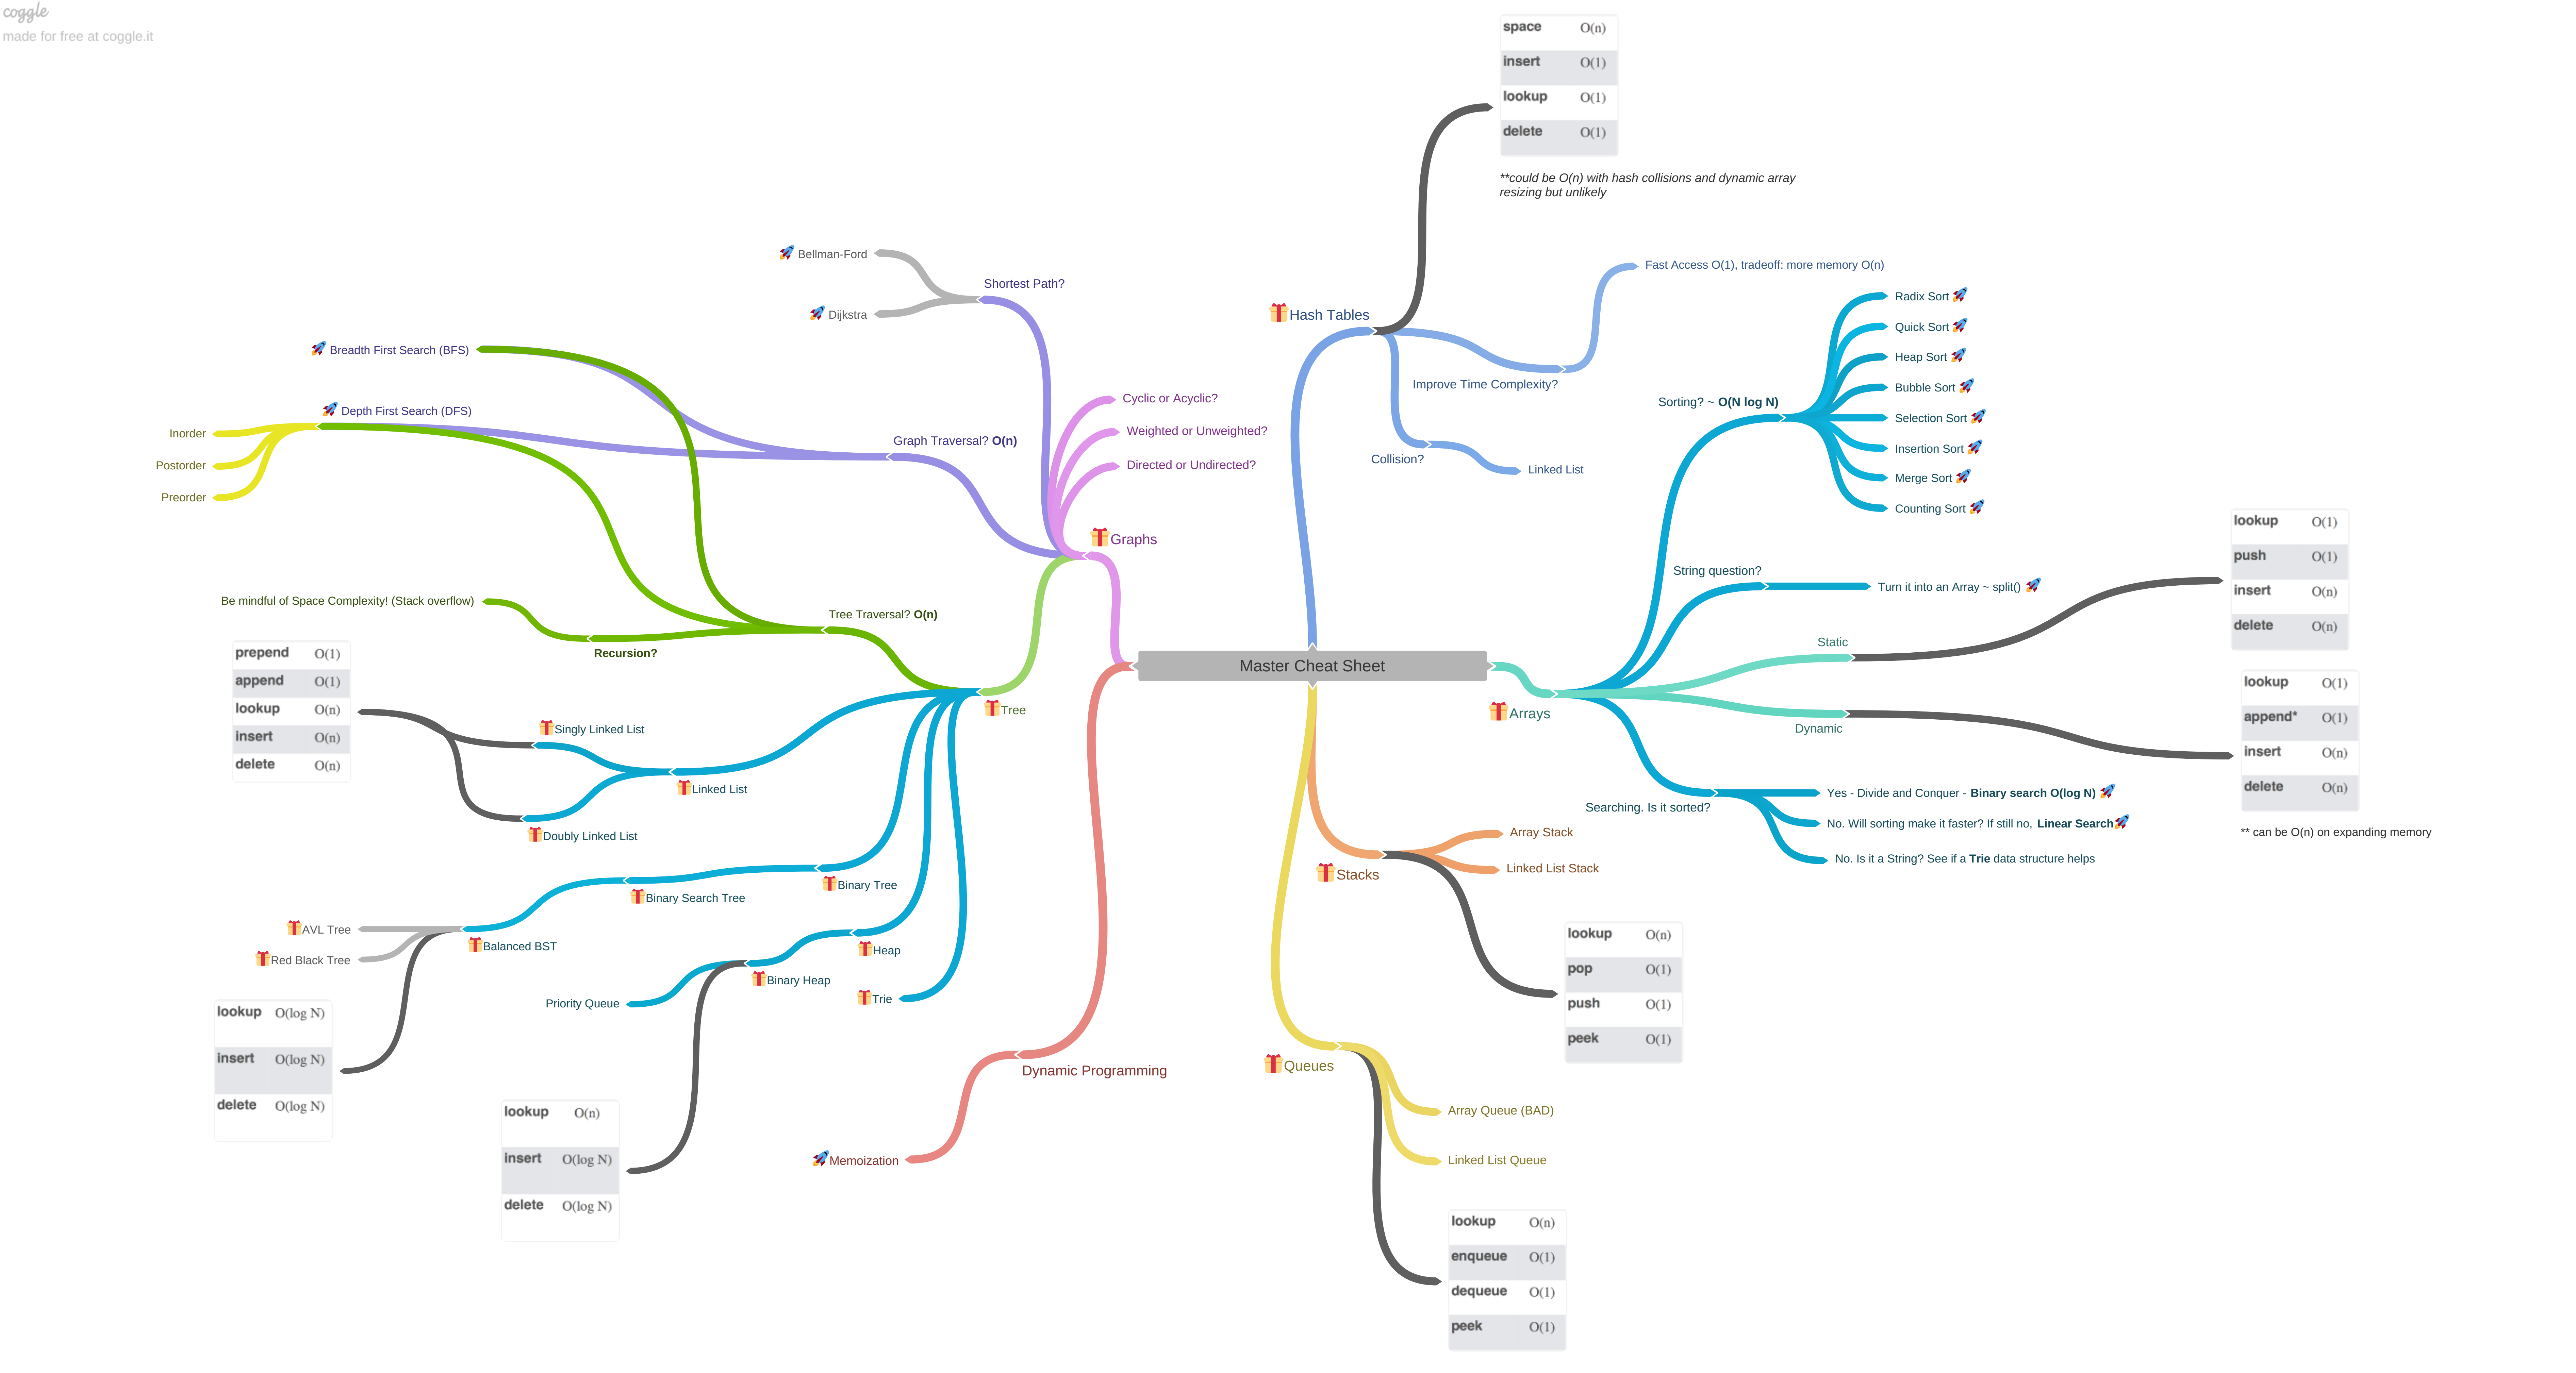 coggle
made for free at coggle.it
space O(n)
insert O(1)
lookup O(1)
delete O(1)
**could be O(n) with hash collisions and dynamic array
resizing but unlikely
Bellman-Ford
Dijkstra
Shortest Path?
Breadth First Search (BFS)
Depth First Search (DFS)
Inorder
Postorder
Preorder
Graph Traversal? O(n)
Cyclic or Acyclic?
Weighted or Unweighted?
Directed or Undirected?
Graphs
Hash Tables
Fast Access O(1), tradeoff: more memory O(n)
Improve Time Complexity?
Collision?
Linked List
Sorting? ~ O(N log N)
Radix Sort
Quick Sort
Heap Sort
Bubble Sort
Selection Sort
Insertion Sort
Merge Sort
Counting Sort
String question?
Turn it into an Array ~ split()
Static
lookup O(1)
push O(1)
insert O(n)
delete O(n)
Dynamic
lookup O(1)
append* O(1)
insert O(n)
delete O(n)
** can be O(n) on expanding memory
Master Cheat Sheet
Arrays
Searching. Is it sorted?
Yes - Divide and Conquer - Binary search O(log N)
No. Will sorting make it faster? If still no, Linear Search
No. Is it a String? See if a Trie data structure helps
Be mindful of Space Complexity! (Stack overflow)
Recursion?
Tree Traversal? O(n)
Tree
prepend O(1)
append O(1)
lookup O(n)
insert O(n)
delete O(n)
Singly Linked List
Linked List
Doubly Linked List
Binary Tree
Binary Search Tree
Balanced BST
AVL Tree
Red Black Tree
lookup O(log N)
insert O(log N)
delete O(log N)
Heap
Binary Heap
Priority Queue
Trie
lookup O(n)
insert O(log N)
delete O(log N)
Dynamic Programming
Memoization
Stacks
Array Stack
Linked List Stack
lookup O(n)
pop O(1)
push O(1)
peek O(1)
Queues
Array Queue (BAD)
Linked List Queue
lookup O(n)
enqueue O(1)
dequeue O(1)
peek O(1)